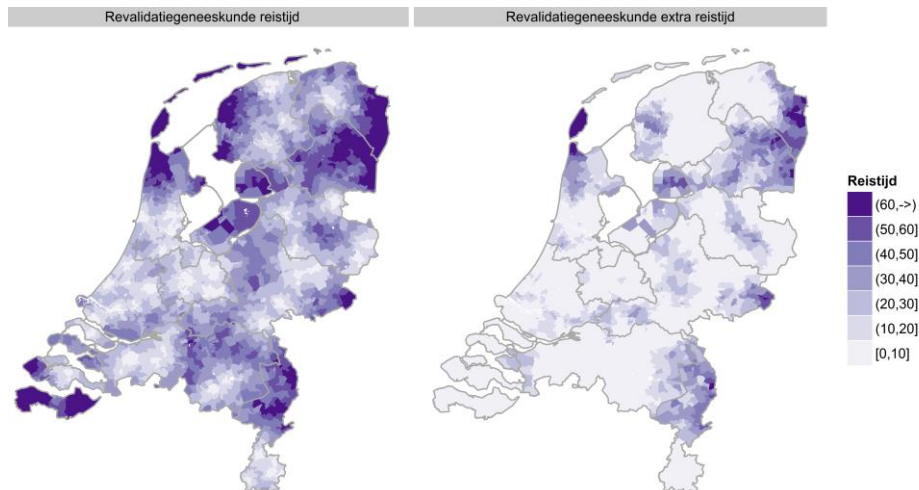 Revalidatiegeneeskunde reistijd
Revalidatiegeneeskunde extra reistijd
Reistijd
(60,->)
(50,60]
(40,50]
(30,40]
(20,30]
(10,20]
[0,10]